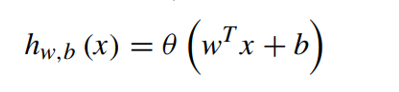 h_{w,b} (x) = θ (w^T x + b)